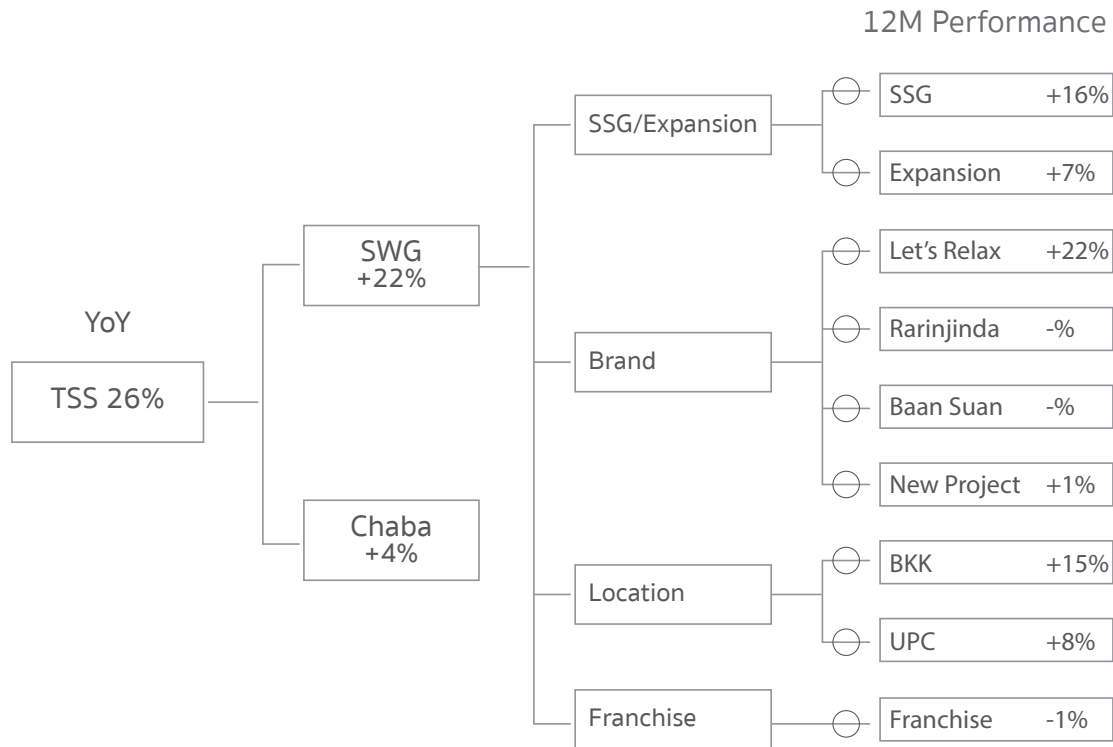 12M Performance
YoY
TSS 26%
SWG
+22%
Chaba
+4%
SSG/Expansion
SSG +16%
Expansion +7%
Brand
Let's Relax +22%
Rarinjinda -%
Baan Suan -%
New Project +1%
Location
BKK +15%
UPC +8%
Franchise
Franchise -1%